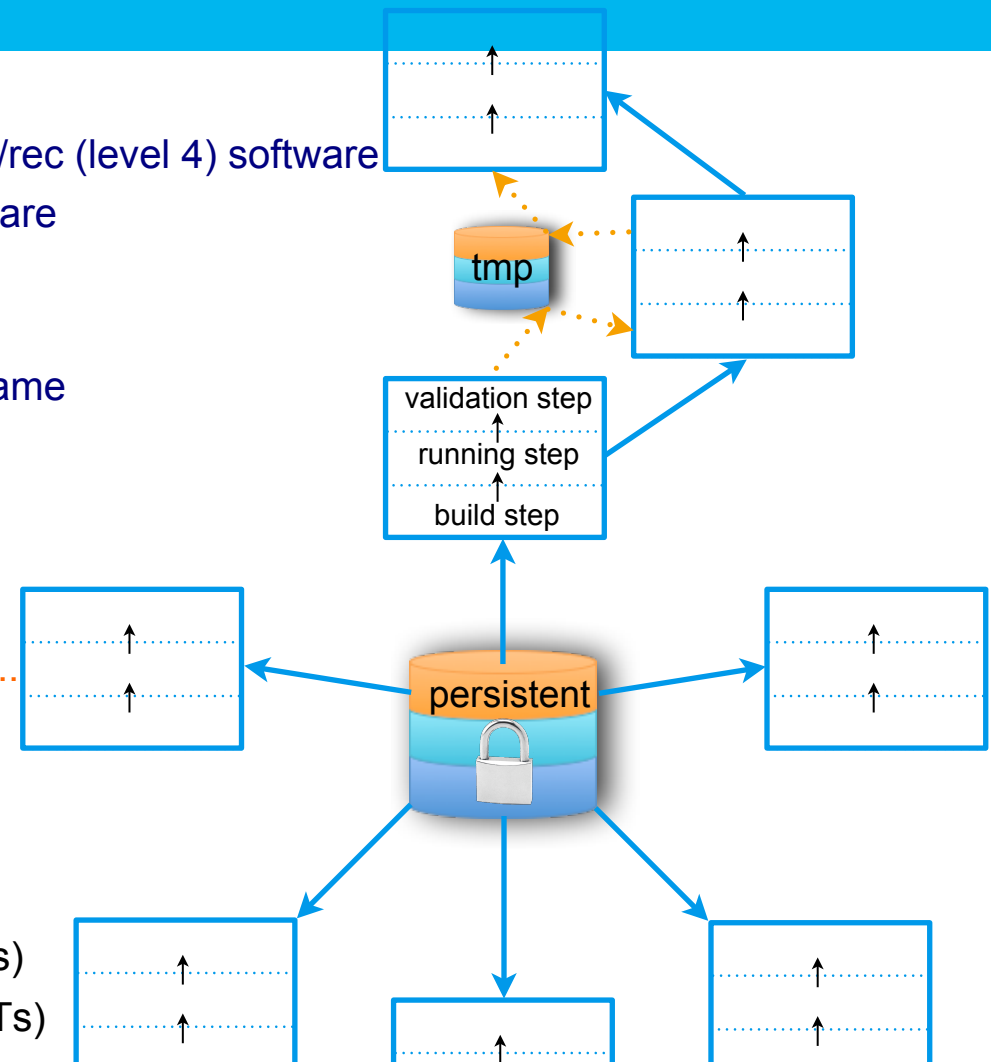 /rec (level 4) software
are
tmp
ame
validation step
running step
build step
persistent
s)
Ts)